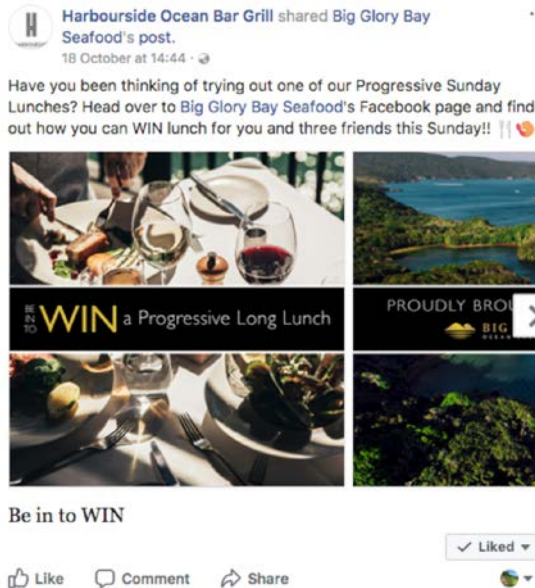 Harbourside Ocean Bar Grill shared Big Glory Bay
Seafood's post.
18 October at 14:44 ·
Have you been thinking of trying out one of our Progressive Sunday
Lunches? Head over to Big Glory Bay Seafood's Facebook page and find
out how you can WIN lunch for you and three friends this Sunday!!
BE IN TO WIN a Progressive Long Lunch
PROUDLY BROU
BIG
OCEAN
Be in to WIN
Liked
Like Comment Share